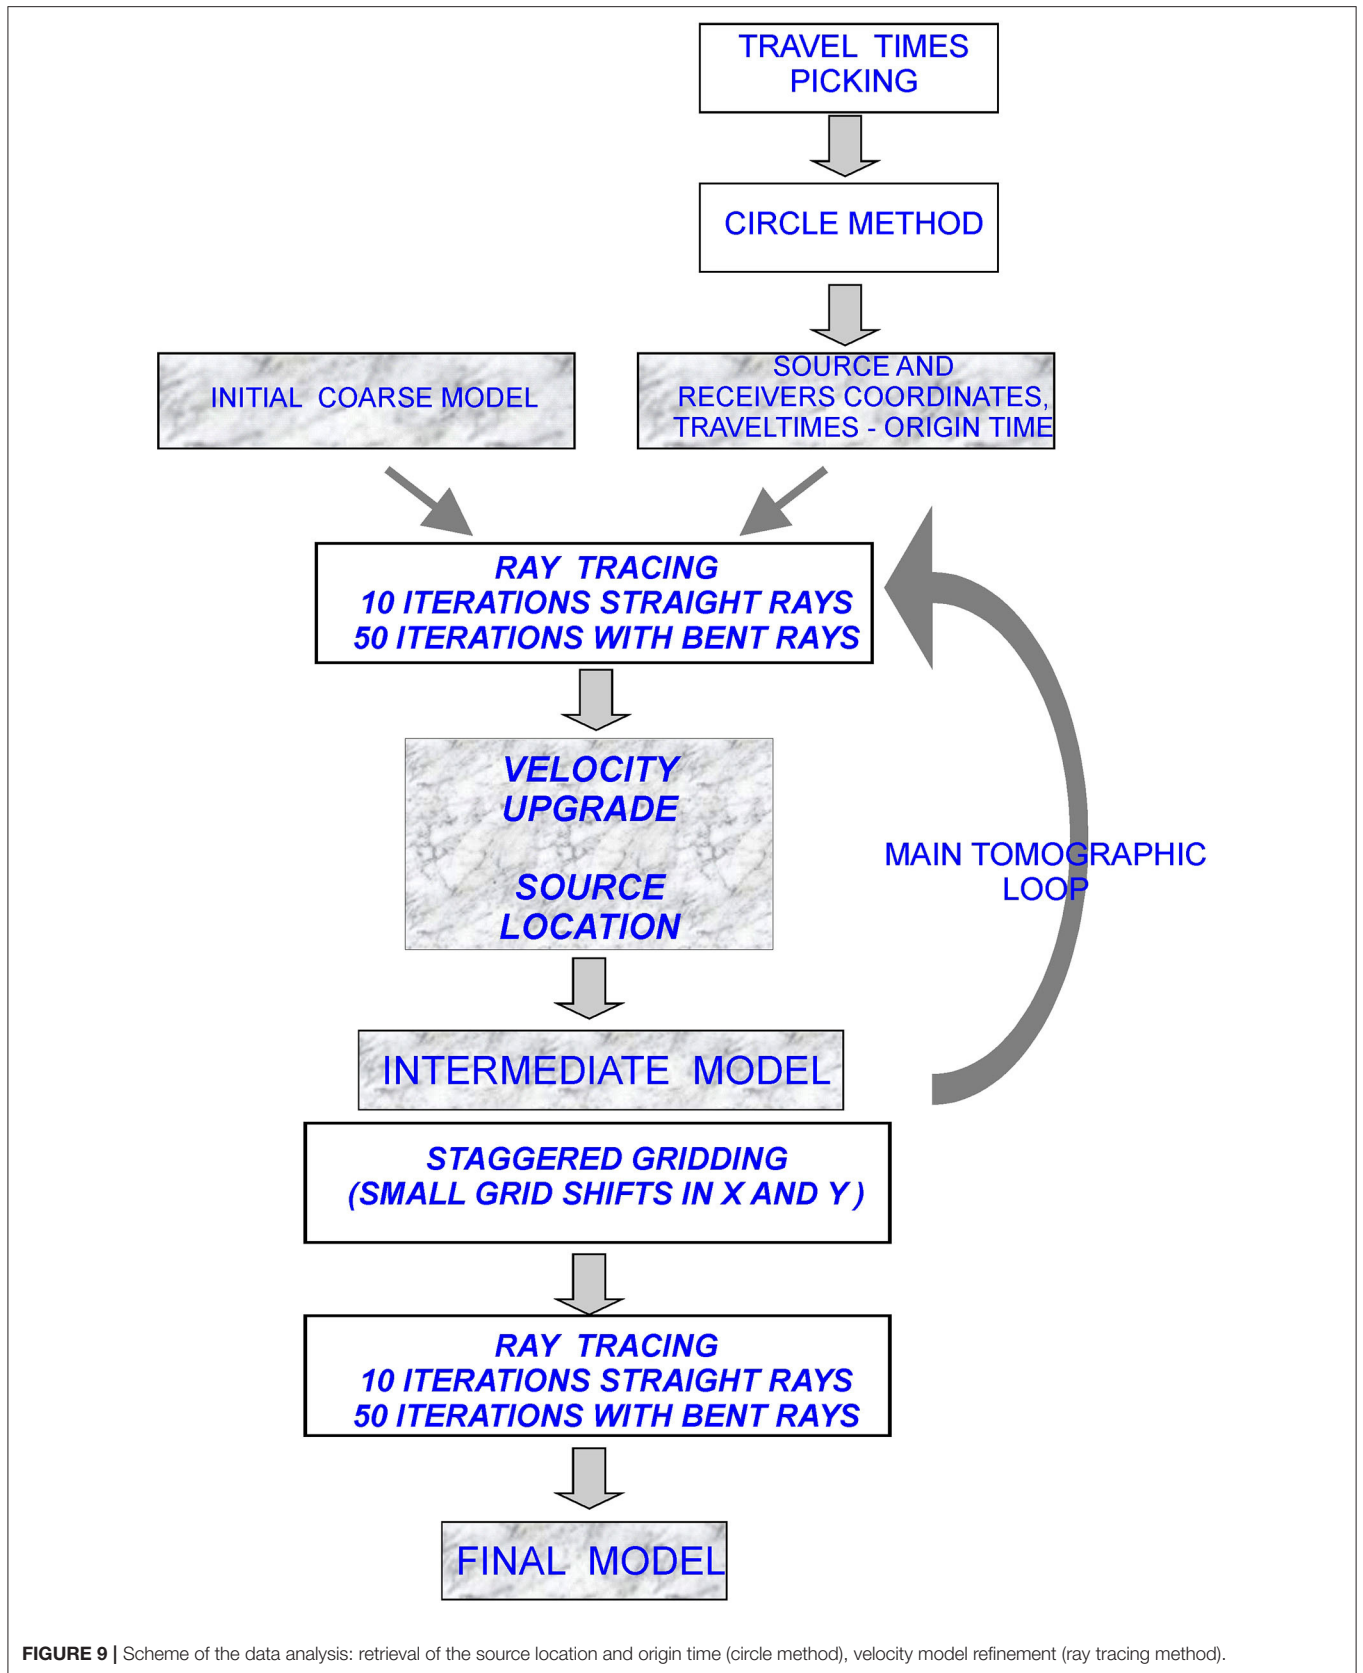 TRAVEL TIMES
PICKING
CIRCLE METHOD
INITIAL COARSE MODEL
SOURCE AND
RECEIVERS COORDINATES,
TRAVELTIMES - ORIGIN TIME
RAY TRACING
10 ITERATIONS STRAIGHT RAYS
50 ITERATIONS WITH BENT RAYS
VELOCITY
UPGRADE
SOURCE
LOCATION
MAIN TOMOGRAPHIC
LOOP
INTERMEDIATE MODEL
STAGGERED GRIDDING
(SMALL GRID SHIFTS IN X AND Y )
RAY TRACING
10 ITERATIONS STRAIGHT RAYS
50 ITERATIONS WITH BENT RAYS
FINAL MODEL
FIGURE 9 | Scheme of the data analysis: retrieval of the source location and origin time (circle method), velocity model refinement (ray tracing method).